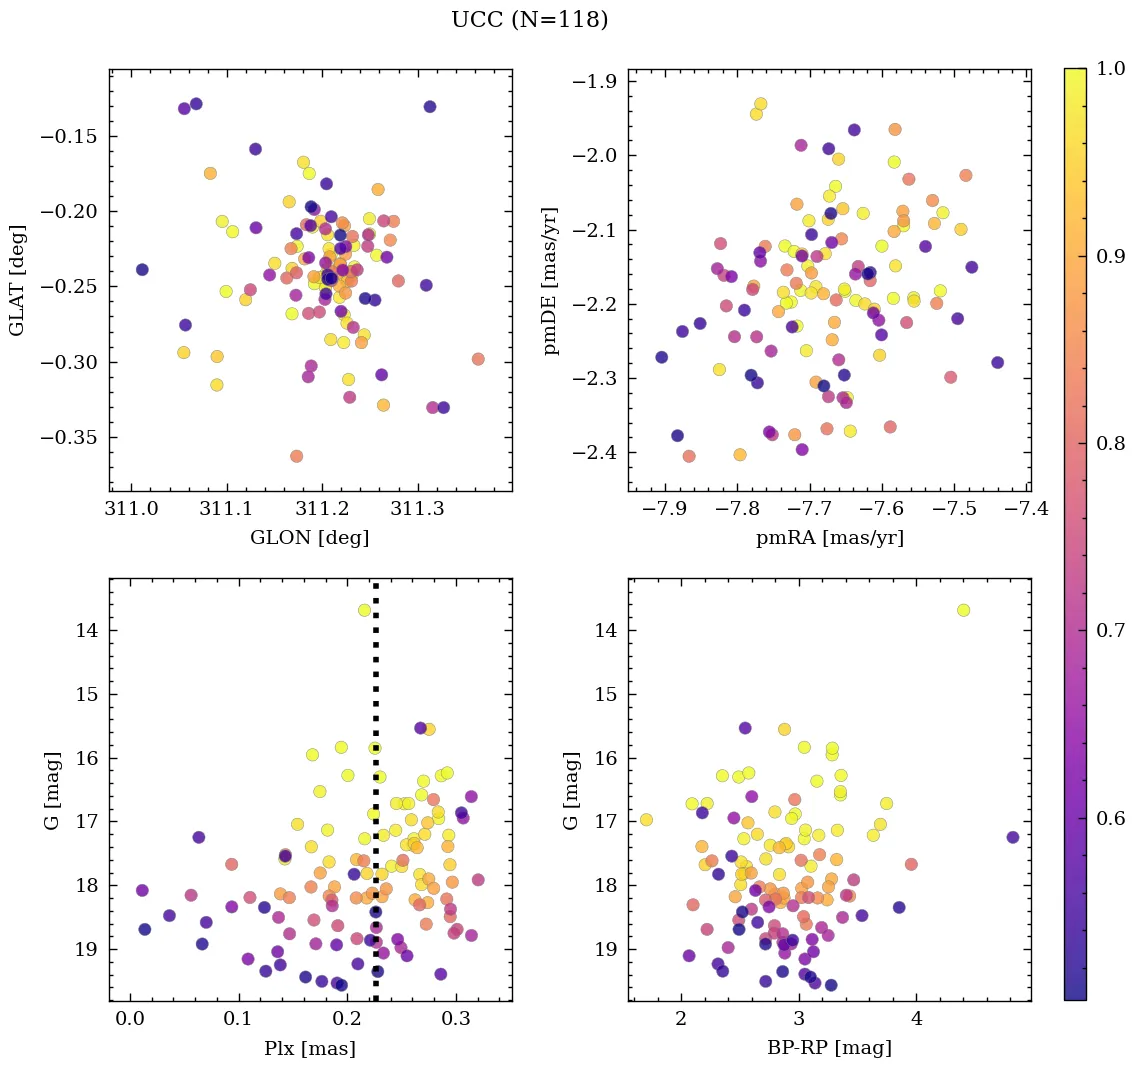 UCC (N=118)
−0.15
−0.20
−0.25
−0.30
−0.35
GLAT [deg]
311.0 311.1 311.2 311.3
GLON [deg]
−1.9
−2.0
−2.1
−2.2
−2.3
−2.4
pmDE [mas/yr]
−7.9 −7.8 −7.7 −7.6 −7.5 −7.4
pmRA [mas/yr]
14
15
16
17
18
19
G [mag]
0.0 0.1 0.2 0.3
Plx [mas]
14
15
16
17
18
19
G [mag]
2 3 4
BP-RP [mag]
1.0
0.9
0.8
0.7
0.6